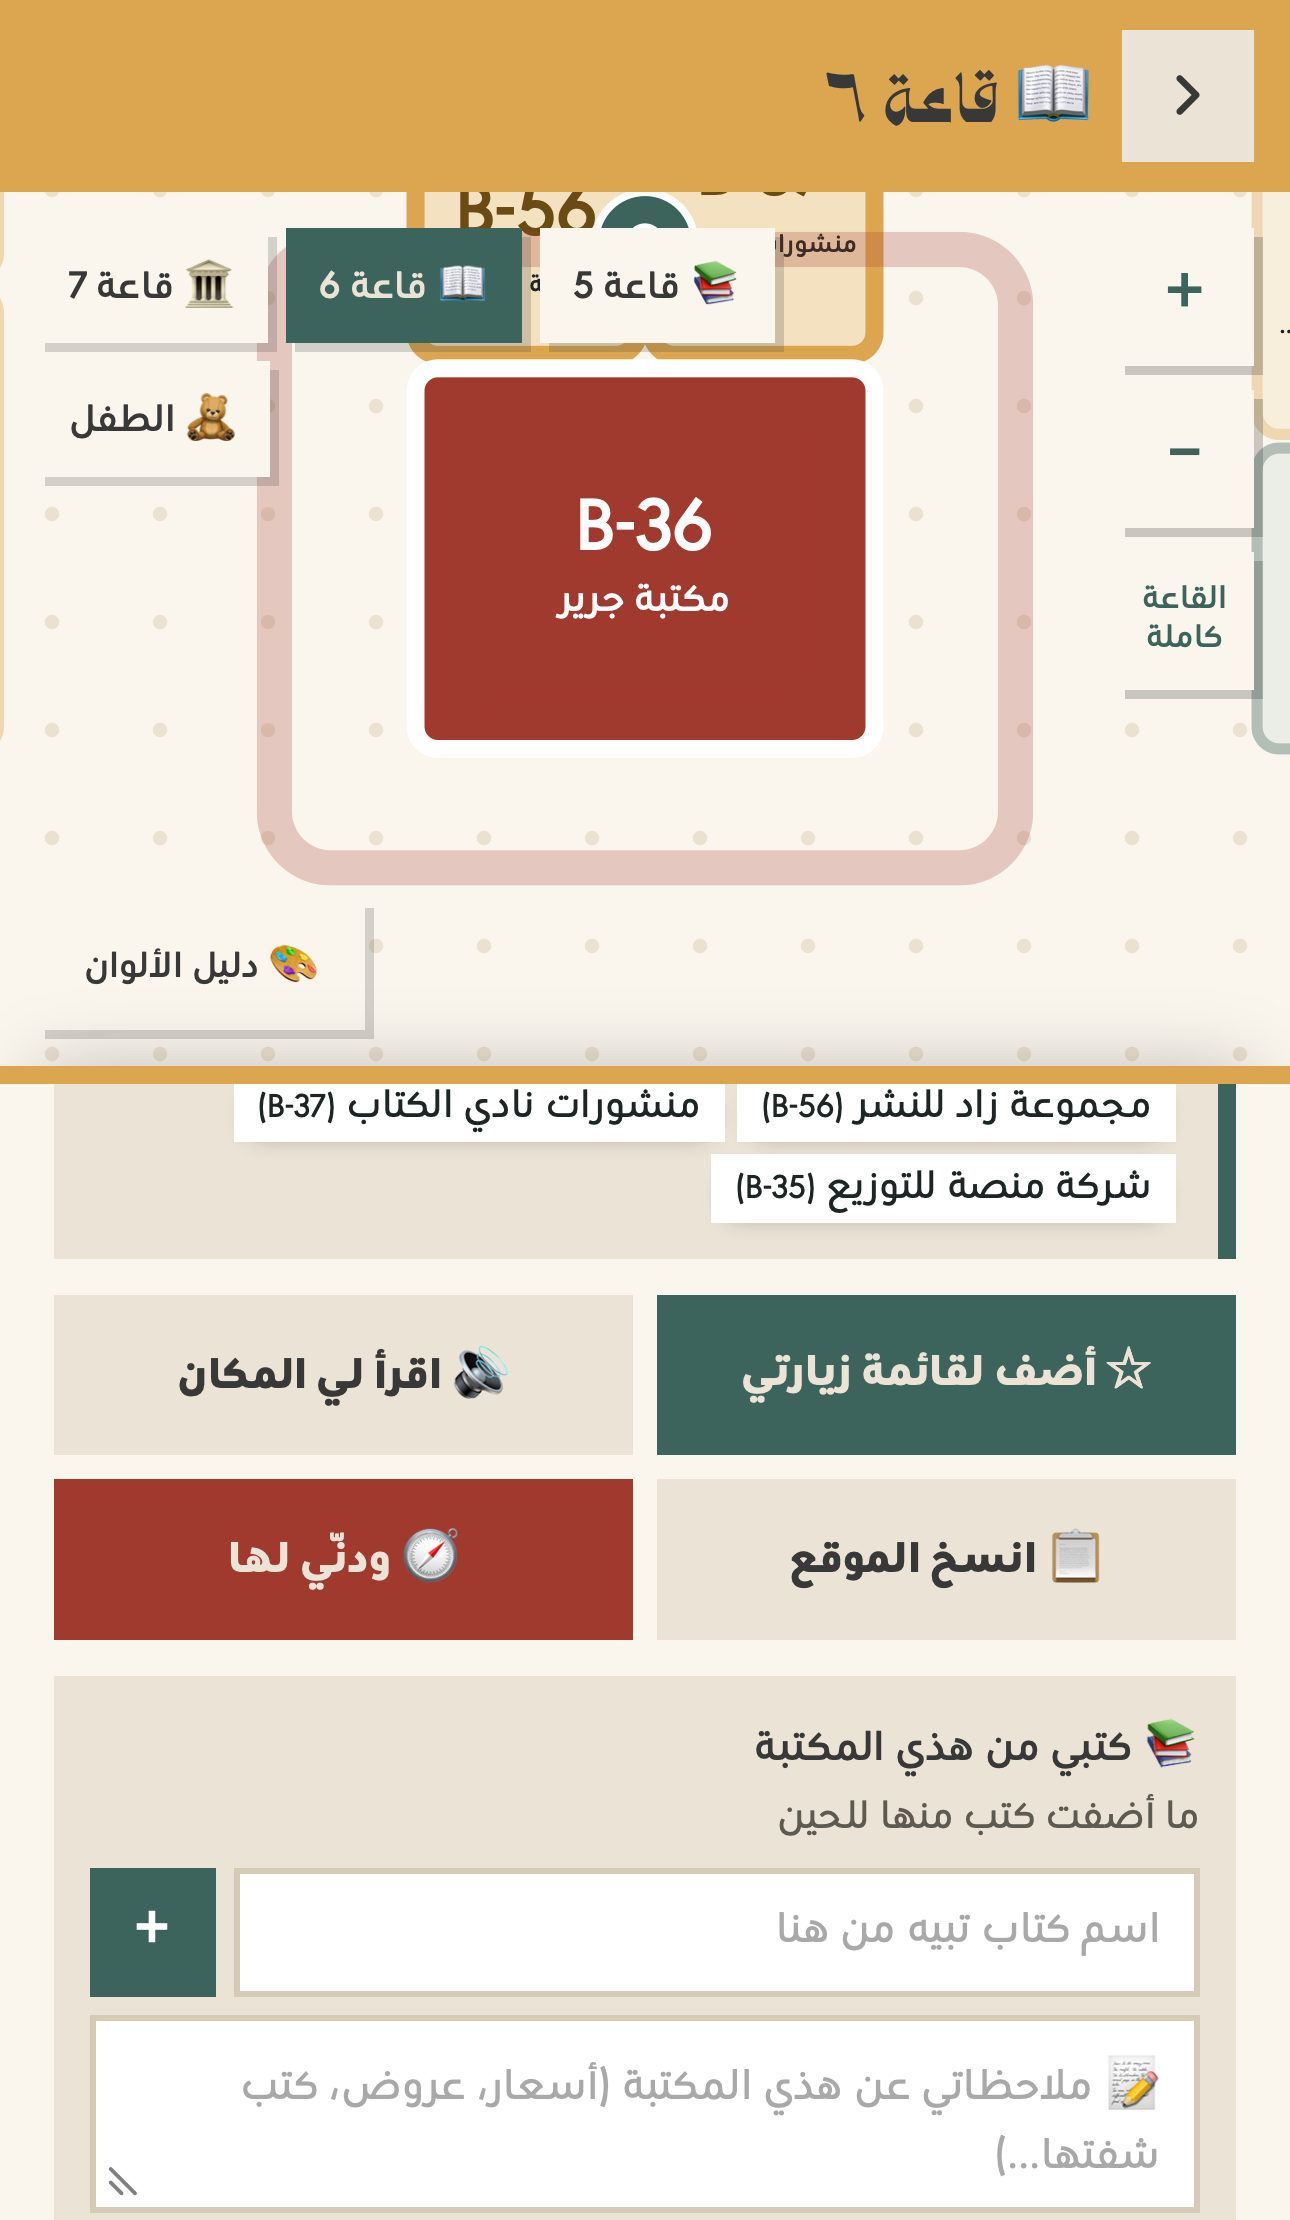 قاعة ٦
B-56
منشورا
قاعة 5
قاعة 6
قاعة 7
الطفل
+
−
القاعة
كاملة
B-36
مكتبة جرير
دليل الألوان
مجموعة زاد للنشر (B-56)
منشورات نادي الكتاب (B-37)
شركة منصة للتوزيع (B-35)
☆ أضف لقائمة زيارتي
اقرأ لي المكان
انسخ الموقع
ودنّي لها
كتبي من هذي المكتبة
ما أضفت كتب منها للحين
اسم كتاب تبيه من هنا
+
ملاحظاتي عن هذي المكتبة (أسعار، عروض، كتب
شفتها...)